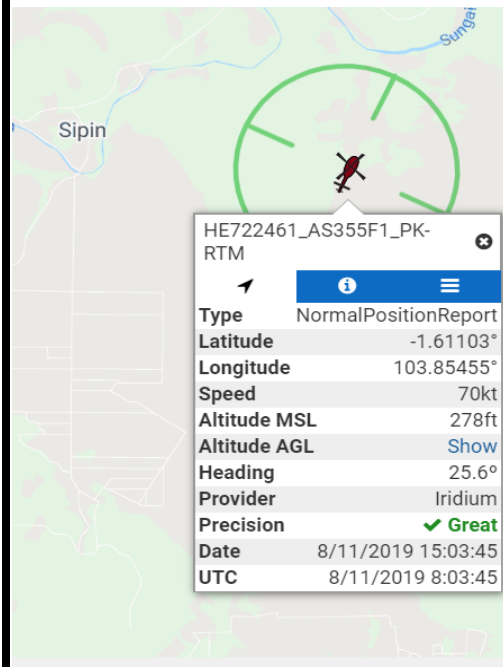 Sungai
Sipin
HE722461_AS355F1_PK-
RTM
Type NormalPositionReport
Latitude -1.61103°
Longitude 103.85455°
Speed 70kt
Altitude MSL 278ft
Altitude AGL Show
Heading 25.6º
Provider Iridium
Precision ✔ Great
Date 8/11/2019 15:03:45
UTC 8/11/2019 8:03:45